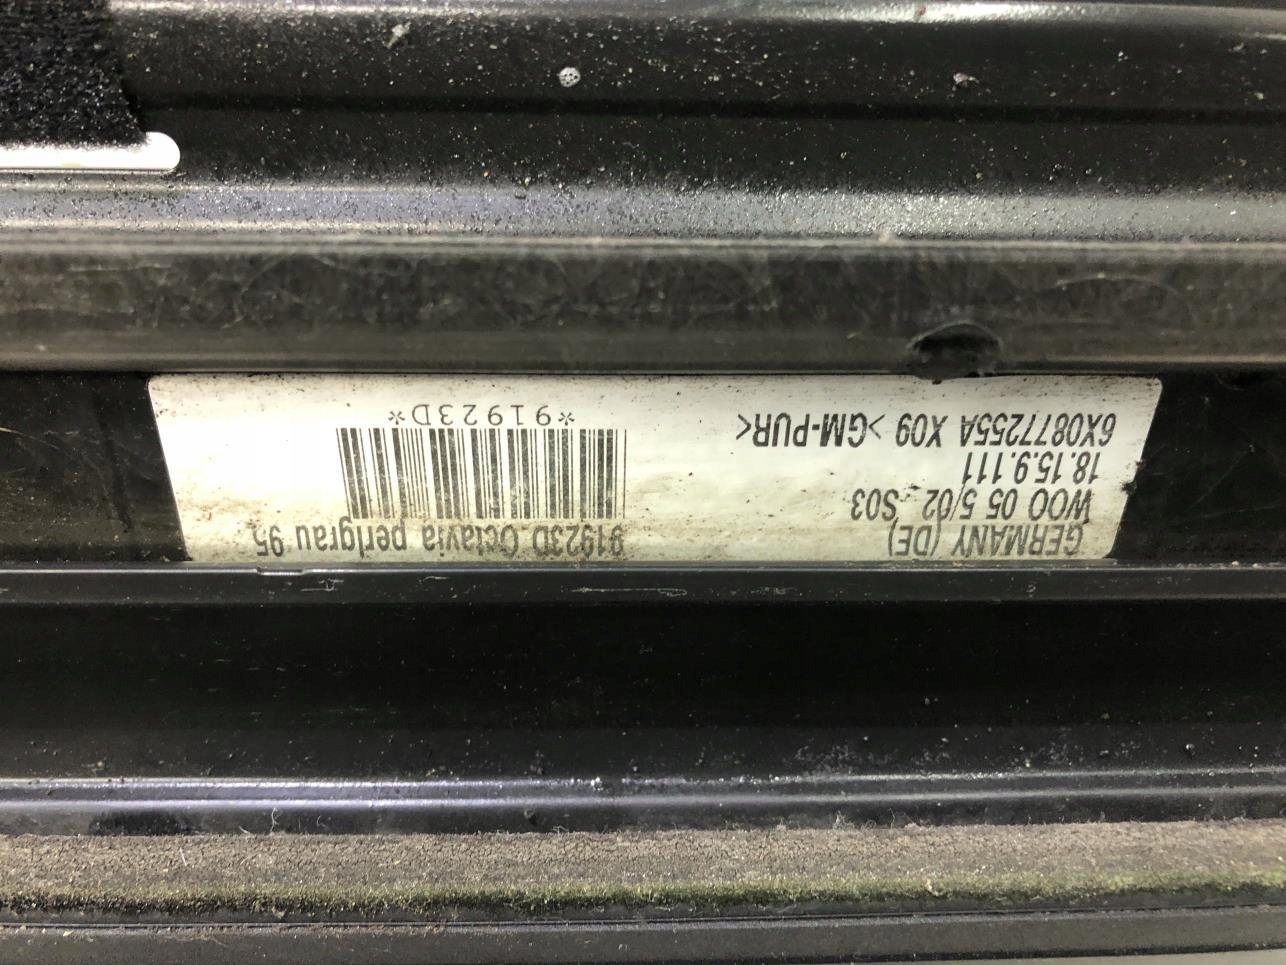 GERMANY (DE)
WOO 05 5/02 S03
18.15.9.111
6X0877255A X09 >GM-PUR<
91923D Octavia perlgrau 95
*91923D*